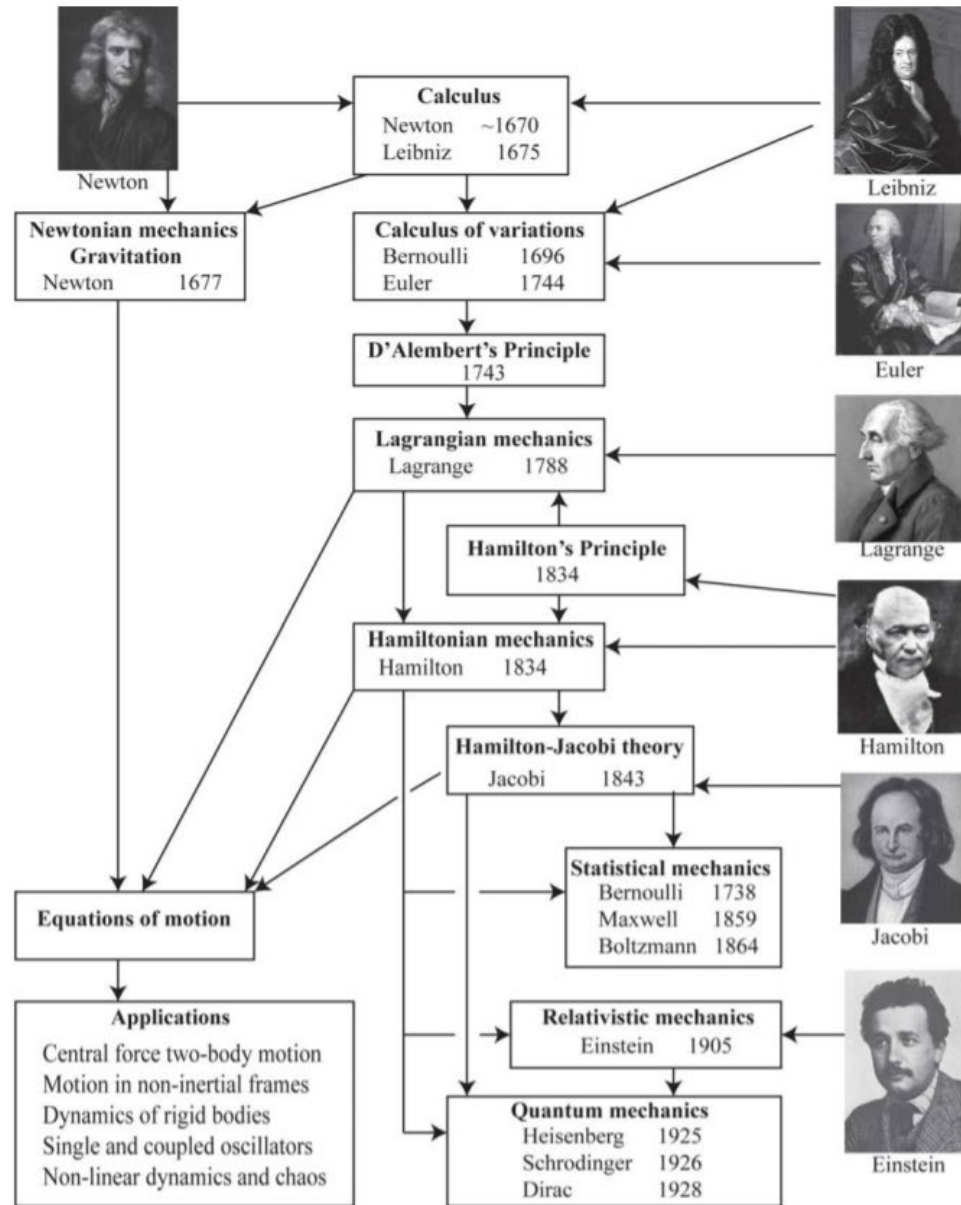 Newton
Calculus
Newton ~1670
Leibniz 1675
Leibniz
Newtonian mechanics
Gravitation
Newton 1677
Calculus of variations
Bernoulli 1696
Euler 1744
Euler
D'Alembert's Principle
1743
Lagrangian mechanics
Lagrange 1788
Lagrange
Hamilton's Principle
1834
Hamiltonian mechanics
Hamilton 1834
Hamilton
Hamilton-Jacobi theory
Jacobi 1843
Jacobi
Statistical mechanics
Bernoulli 1738
Maxwell 1859
Boltzmann 1864
Equations of motion
Applications
Central force two-body motion
Motion in non-inertial frames
Dynamics of rigid bodies
Single and coupled oscillators
Non-linear dynamics and chaos
Relativistic mechanics
Einstein 1905
Einstein
Quantum mechanics
Heisenberg 1925
Schrodinger 1926
Dirac 1928